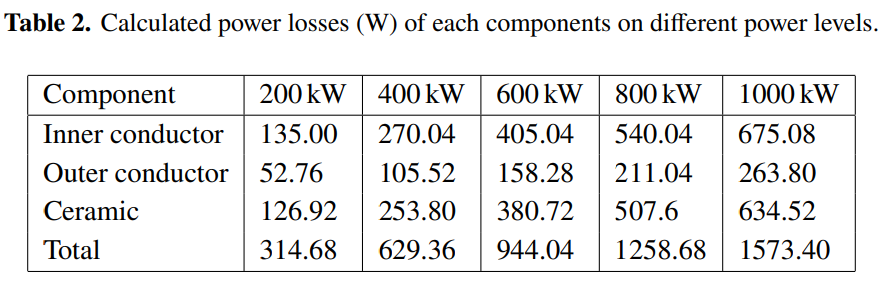 Table 2. Calculated power losses (W) of each components on different power levels.
Component 200 kW 400 kW 600 kW 800 kW 1000 kW
Inner conductor 135.00 270.04 405.04 540.04 675.08
Outer conductor 52.76 105.52 158.28 211.04 263.80
Ceramic 126.92 253.80 380.72 507.6 634.52
Total 314.68 629.36 944.04 1258.68 1573.40